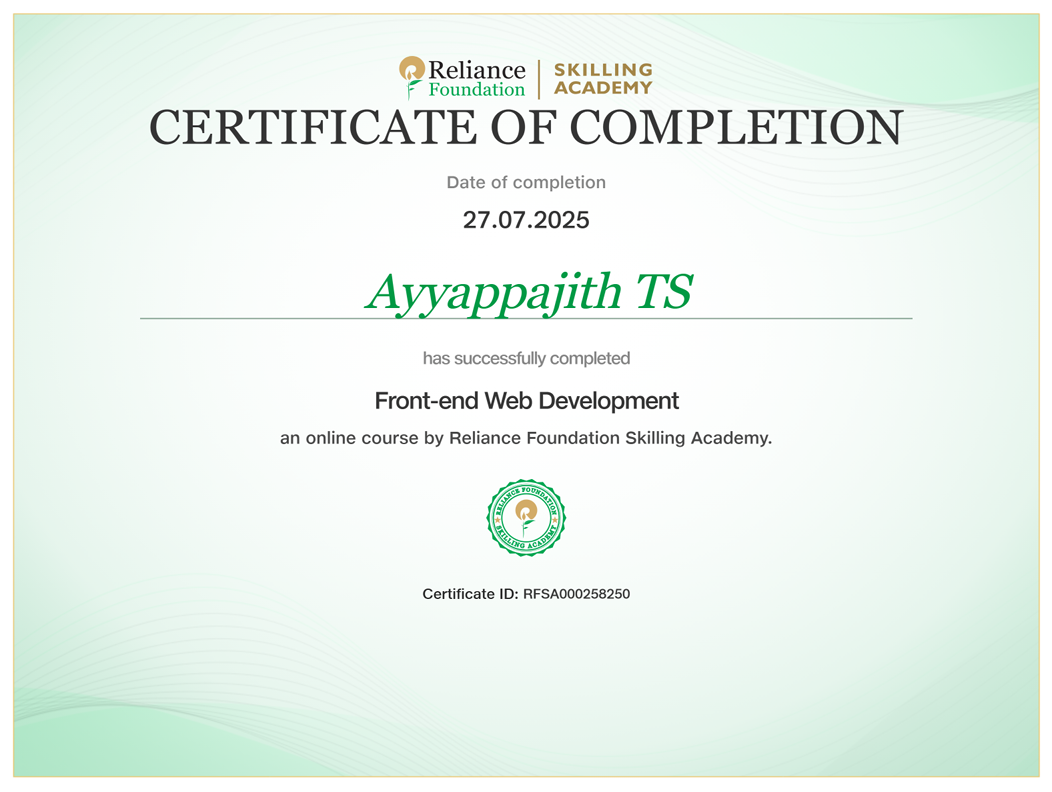 Reliance Foundation | SKILLING ACADEMY
CERTIFICATE OF COMPLETION
Date of completion
27.07.2025
Ayyappajith TS
has successfully completed
Front-end Web Development
an online course by Reliance Foundation Skilling Academy.
RELIANCE FOUNDATION
SKILLING ACADEMY
Certificate ID: RFSA000258250